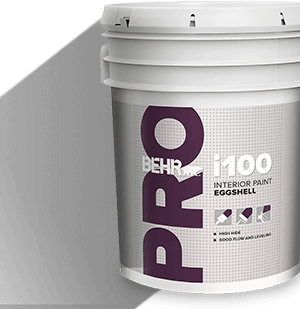 BEHR
PRO
i100
INTERIOR PAINT
EGGSHELL
• HIGH HIDE
• GOOD FLOW AND LEVELING